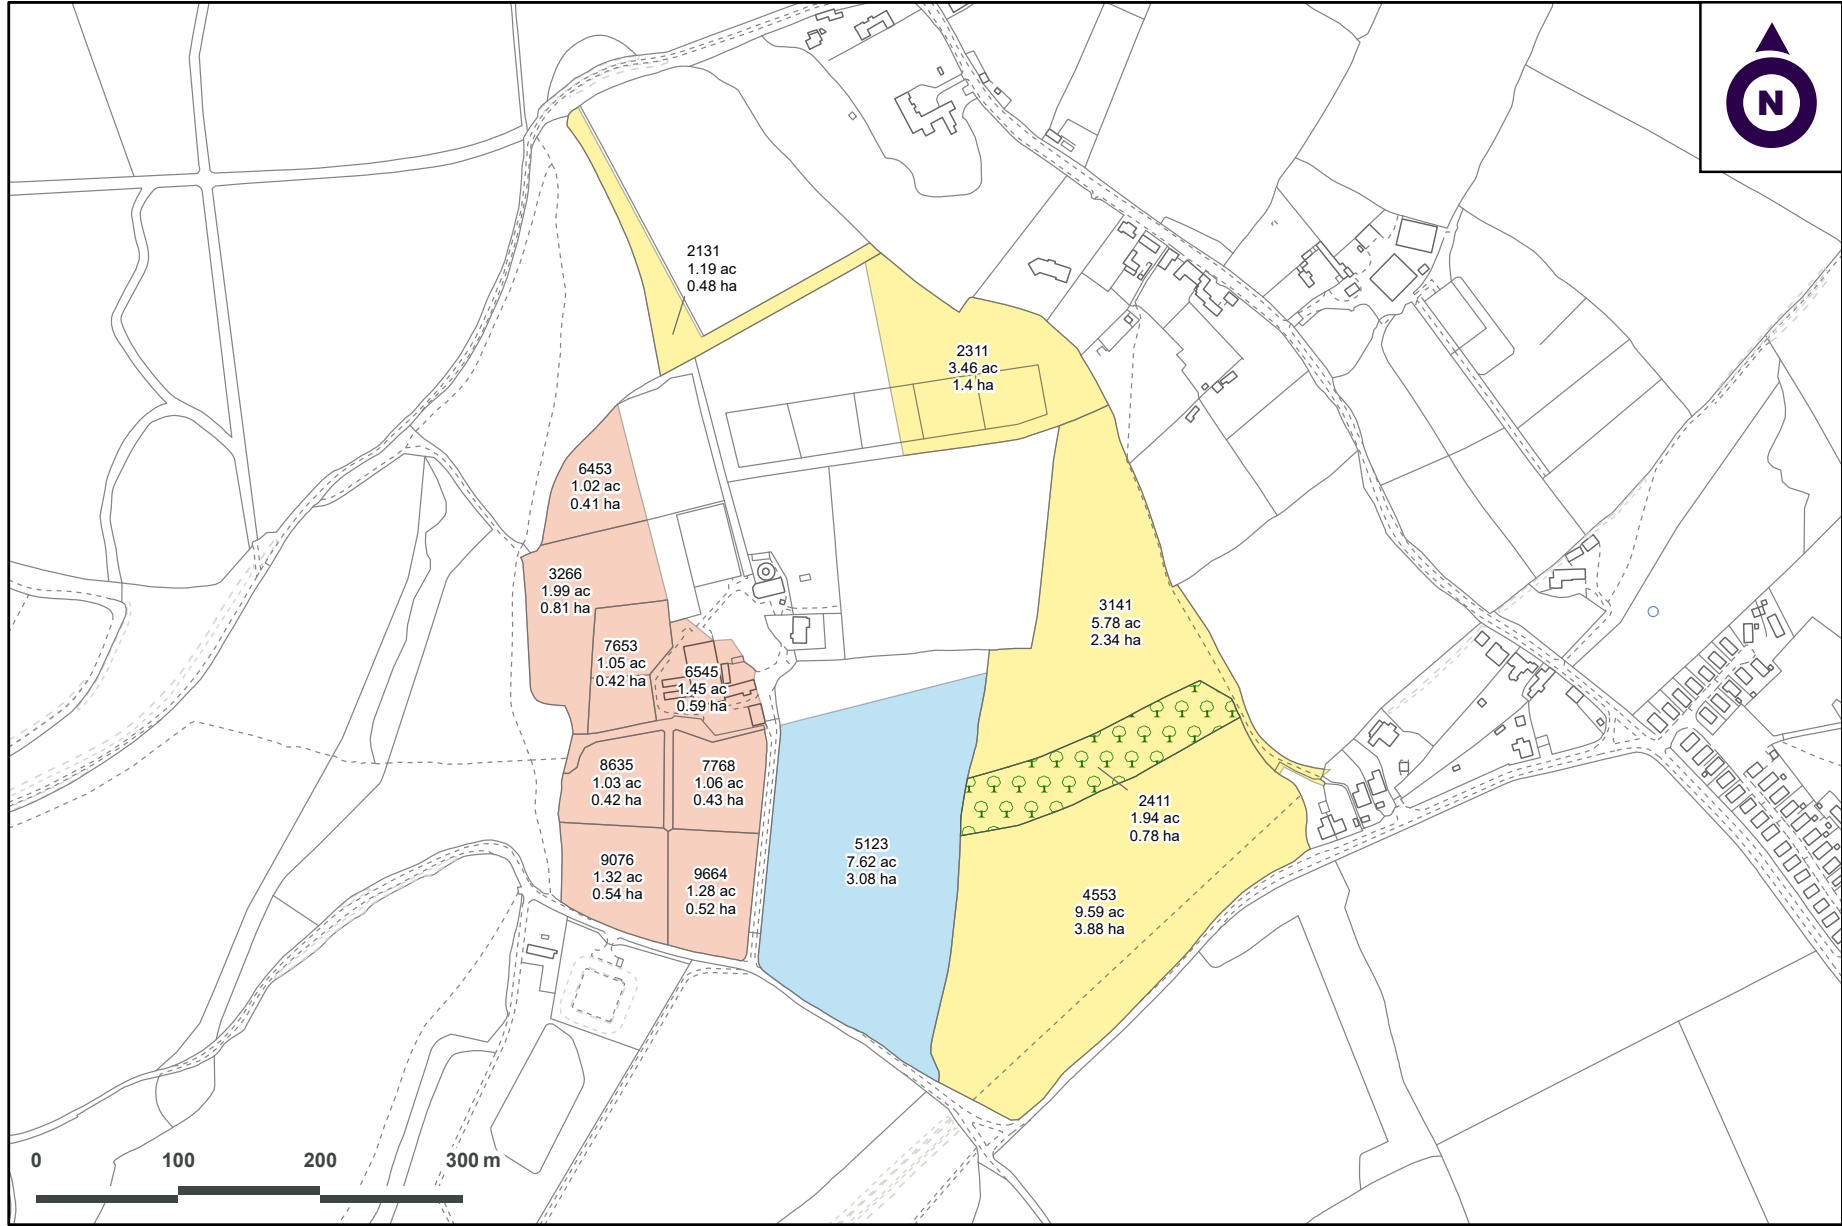 N
2131
1.19 ac
0.48 ha
2311
3.46 ac
1.4 ha
6453
1.02 ac
0.41 ha
3266
1.99 ac
0.81 ha
7653
1.05 ac
0.42 ha
6545
1.45 ac
0.59 ha
3141
5.78 ac
2.34 ha
8635
1.03 ac
0.42 ha
7768
1.06 ac
0.43 ha
2411
1.94 ac
0.78 ha
5123
7.62 ac
3.08 ha
9076
1.32 ac
0.54 ha
9664
1.28 ac
0.52 ha
4553
9.59 ac
3.88 ha
0 100 200 300 m